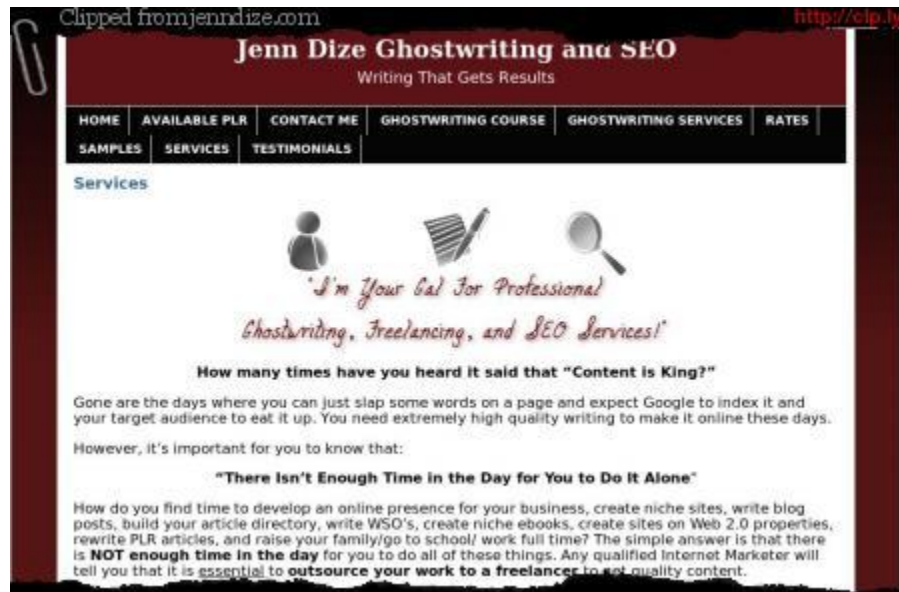 Clipped from jenndize.com
http://clp.ly
Jenn Dize Ghostwriting and SEO
Writing That Gets Results
HOME AVAILABLE PLR CONTACT ME GHOSTWRITING COURSE GHOSTWRITING SERVICES RATES
SAMPLES SERVICES TESTIMONIALS
Services
"I'm Your Gal For Professional
Ghostwriting, Freelancing, and SEO Services!"
How many times have you heard it said that “Content is King?”
Gone are the days where you can just slap some words on a page and expect Google to index it and
your target audience to eat it up. You need extremely high quality writing to make it online these days.
However, it’s important for you to know that:
“There Isn’t Enough Time in the Day for You to Do It Alone"
How do you find time to develop an online presence for your business, create niche sites, write blog
posts, build your article directory, write WSO’s, create niche ebooks, create sites on Web 2.0 properties,
rewrite PLR articles, and raise your family/go to school/ work full time? The simple answer is that there
is NOT enough time in the day for you to do all of these things. Any qualified Internet Marketer will
tell you that it is essential to outsource your work to a freelancer to get quality content.